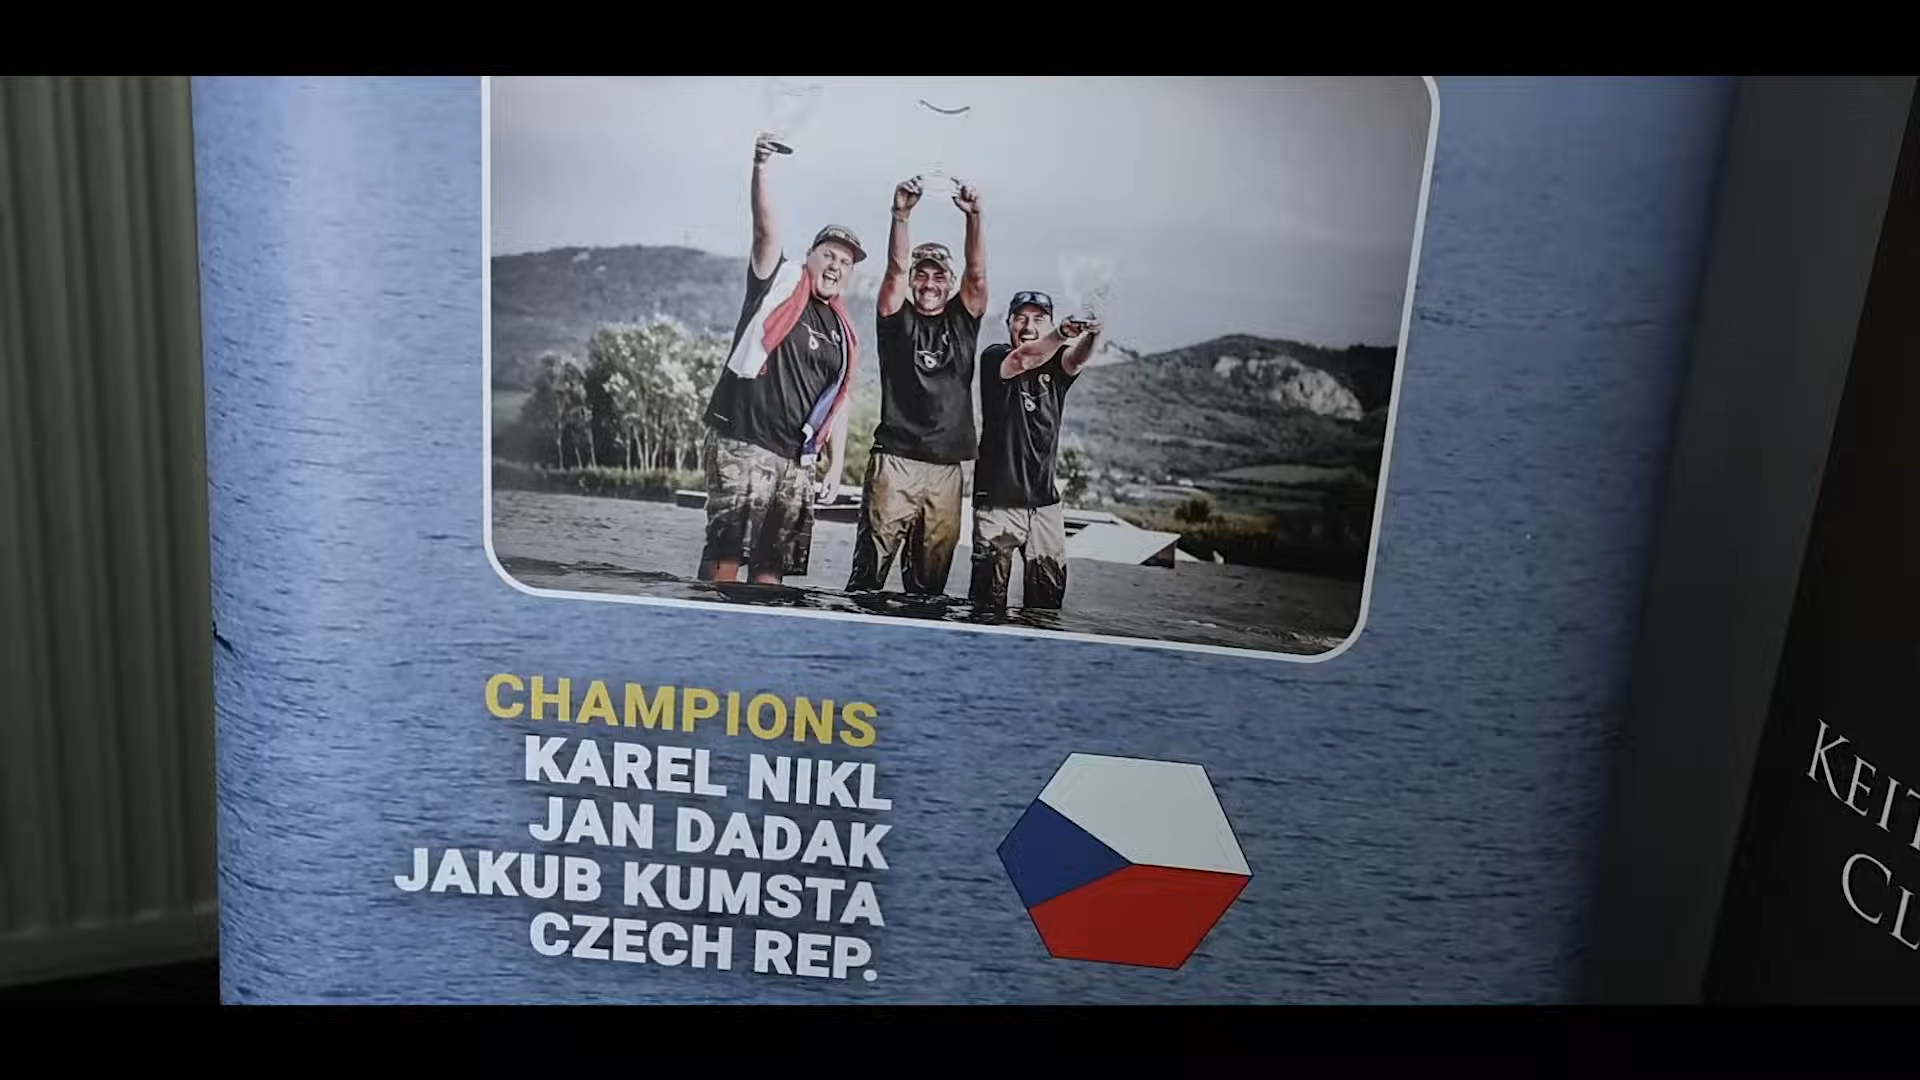 CHAMPIONS
KAREL NIKL
JAN DADAK
JAKUB KUMSTA
CZECH REP.